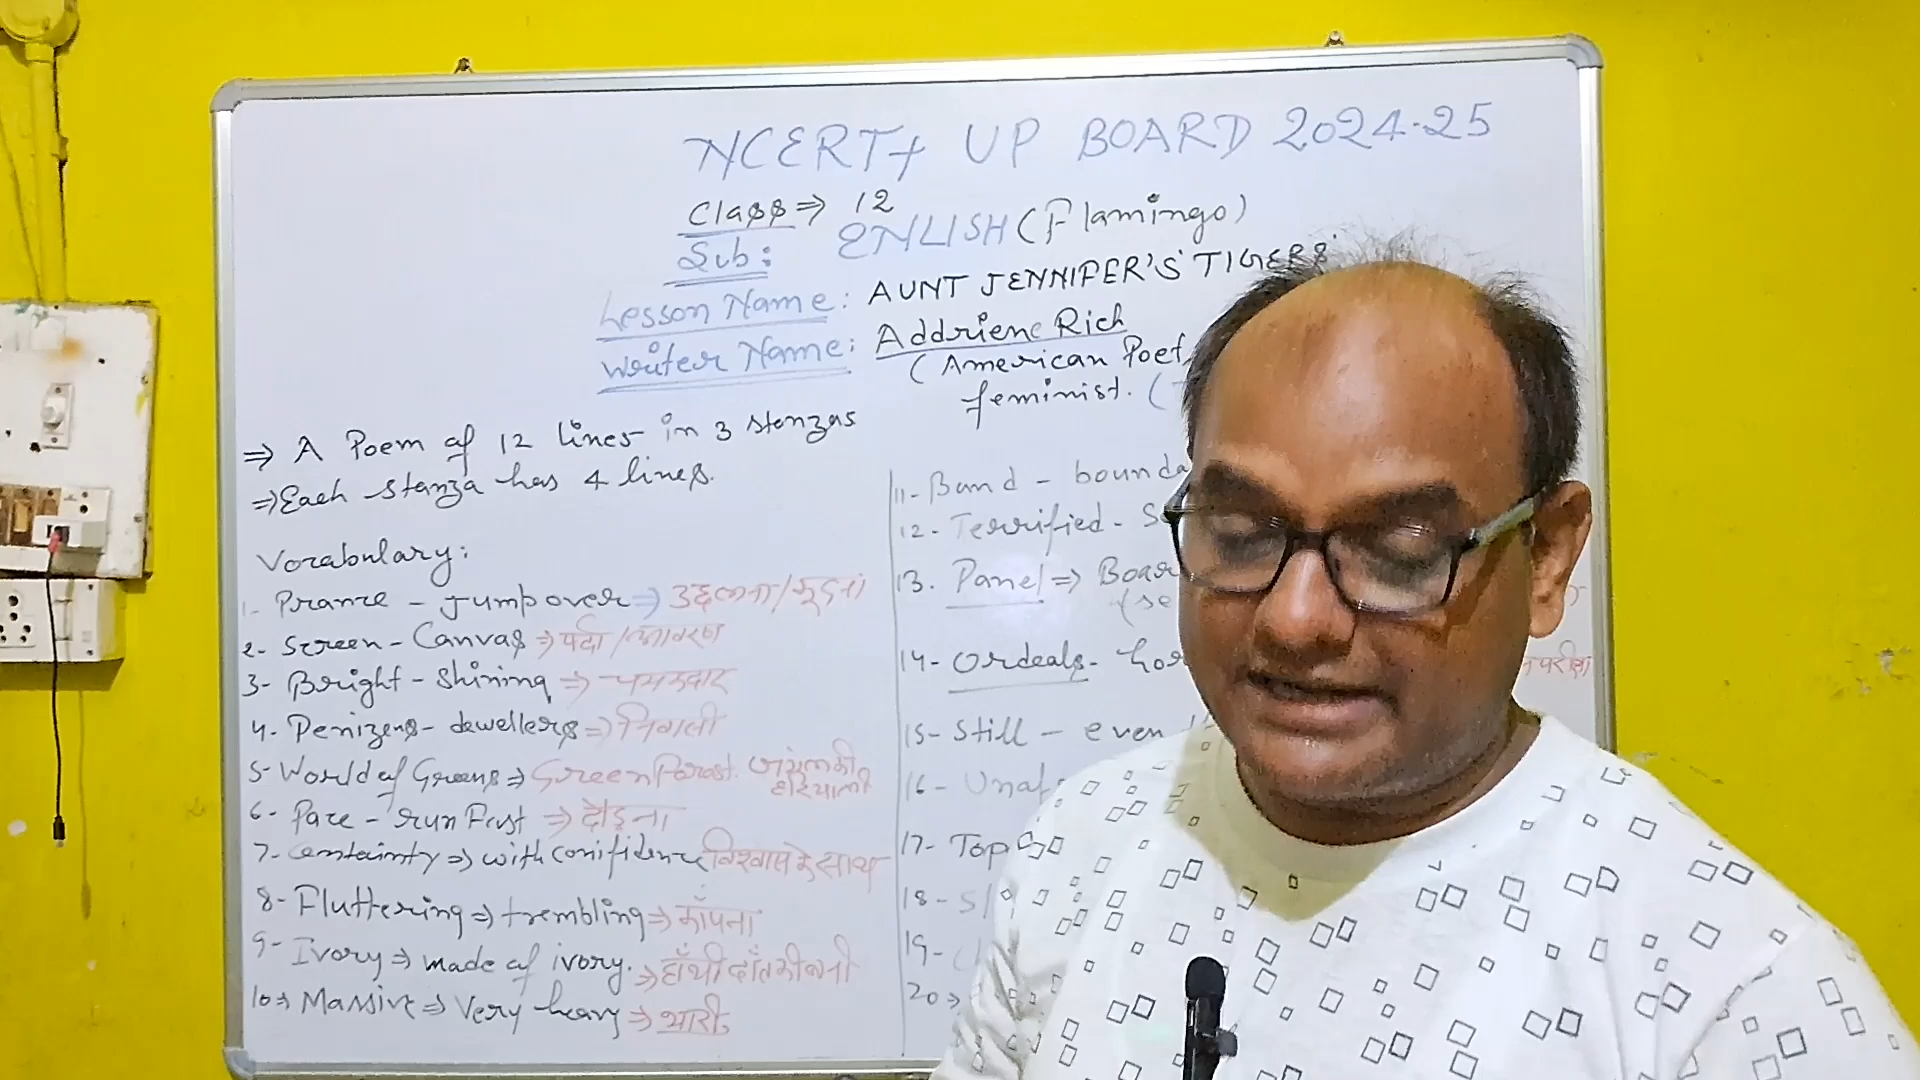 NCERT+ UP BOARD 2024-25
Class ⇒ 12
Sub: ENLISH (Flamingo)
Lesson Name: AUNT JENNIFER'S TIGERS
Writer Name: Addriene Rich
(American Poet,
feminist. (
⇒ A Poem of 12 lines in 3 stanzas
⇒ Each stanza has 4 lines.
Vocabulary:
1- Prance - Jump over ⇒ उछलना/कूदना
2- Screen - Canvas ⇒ पर्दा/आवरण
3- Bright - Shining ⇒ चमकदार
4- Denizens - dewellers ⇒ निवासी
5- World of Greens ⇒ Green Forest. जंगल की हरियाली
6- Pace - run Fast ⇒ दौड़ना
7- Centainty ⇒ with confidence विश्वास के साथ
8- Fluttering ⇒ trembling ⇒ काँपना
9- Ivory ⇒ made of ivory. ⇒ हाँथी दाँत की बनी
10 ⇒ Massive ⇒ Very heavy ⇒ भारी
11- Band - bounda
12- Terrified - S
13. Panel ⇒ Boar
(se
14- Ordeals - hor
15- Still - even
16- Unaf
17- Top
18- Sl
19-
20 ⇒